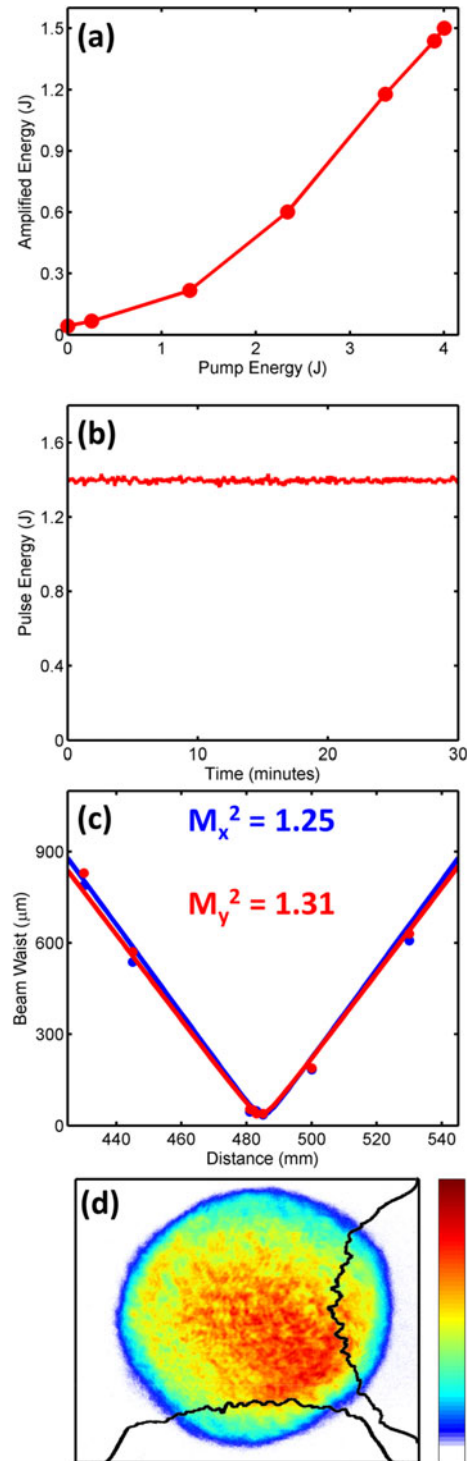 (a)
1.5
1.2
0.9
0.6
0.3
0
Amplified Energy (J)
0 1 2 3 4
Pump Energy (J)
(b)
1.6
1.2
0.8
0.4
0
Pulse Energy (J)
0 10 20 30
Time (minutes)
(c)
Mx² = 1.25
My² = 1.31
900
600
300
0
Beam Waist (μm)
440 460 480 500 520 540
Distance (mm)
(d)